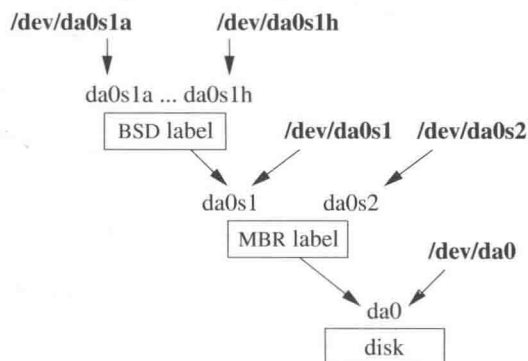 /dev/da0s1a /dev/da0s1h
da0s1a ... da0s1h
BSD label
/dev/da0s1 /dev/da0s2
da0s1 da0s2
MBR label
/dev/da0
da0
disk